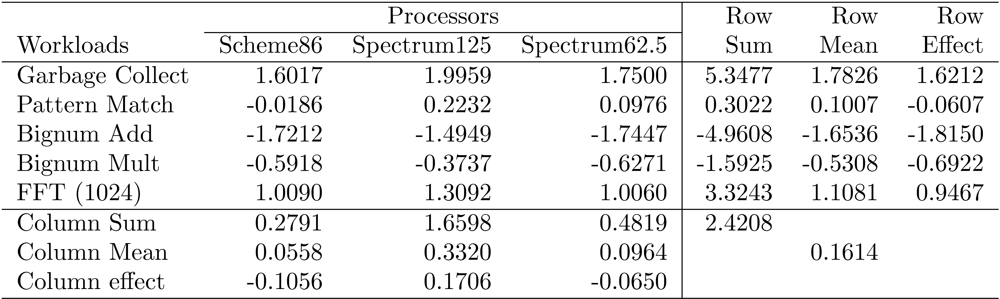 Processors Row Row Row
Workloads Scheme86 Spectrum125 Spectrum62.5 Sum Mean Effect
Garbage Collect 1.6017 1.9959 1.7500 5.3477 1.7826 1.6212
Pattern Match -0.0186 0.2232 0.0976 0.3022 0.1007 -0.0607
Bignum Add -1.7212 -1.4949 -1.7447 -4.9608 -1.6536 -1.8150
Bignum Mult -0.5918 -0.3737 -0.6271 -1.5925 -0.5308 -0.6922
FFT (1024) 1.0090 1.3092 1.0060 3.3243 1.1081 0.9467
Column Sum 0.2791 1.6598 0.4819 2.4208
Column Mean 0.0558 0.3320 0.0964 0.1614
Column effect -0.1056 0.1706 -0.0650